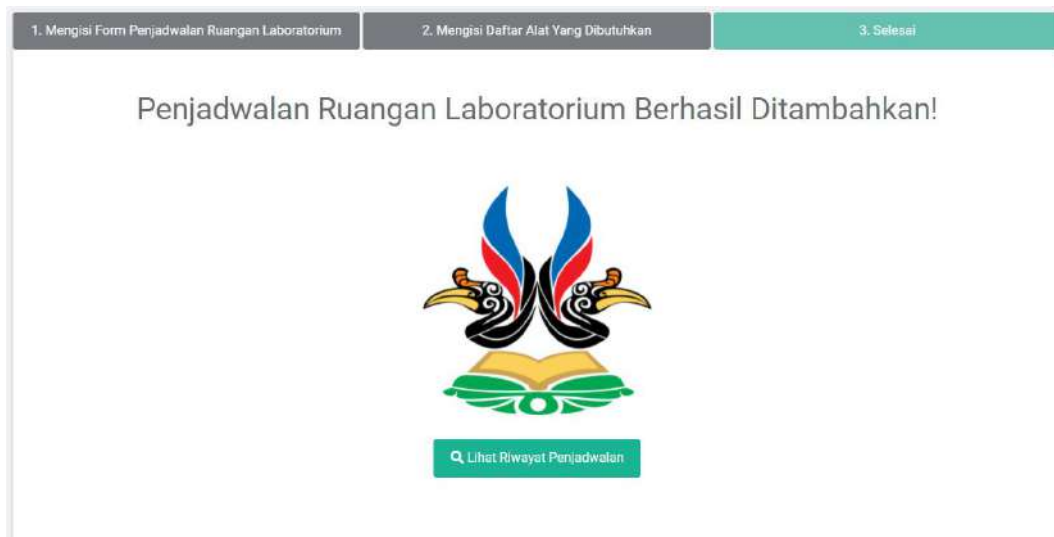 1. Mengisi Form Penjadwalan Ruangan Laboratorium
2. Mengisi Daftar Alat Yang Dibutuhkan
3. Selesai
Penjadwalan Ruangan Laboratorium Berhasil Ditambahkan!
Lihat Riwayat Penjadwalan